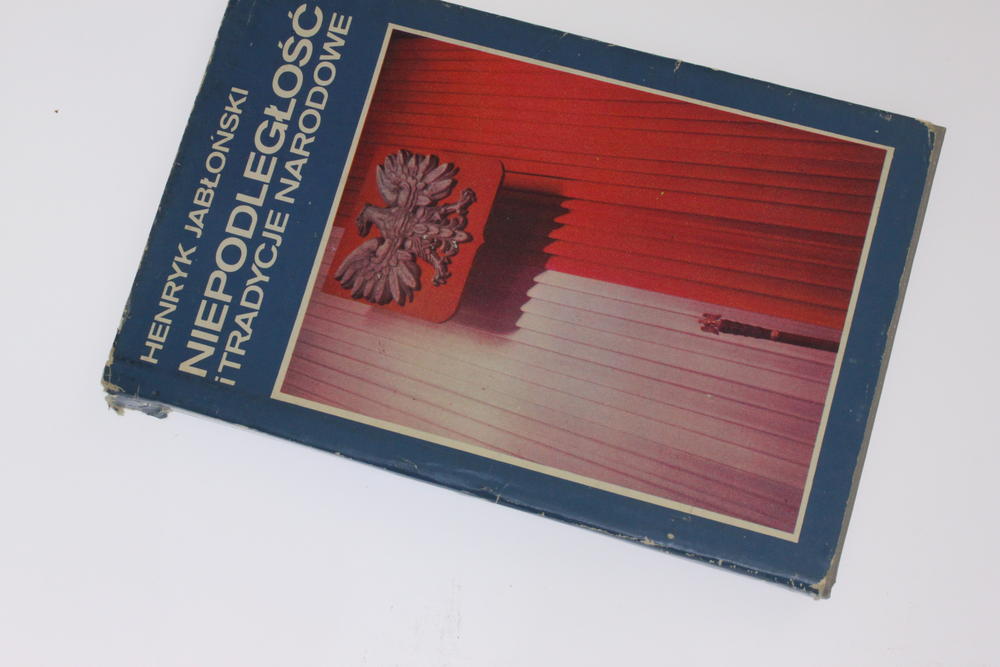 HENRYK JABŁOŃSKI
NIEPODLEGŁOŚĆ
i TRADYCJE NARODOWE